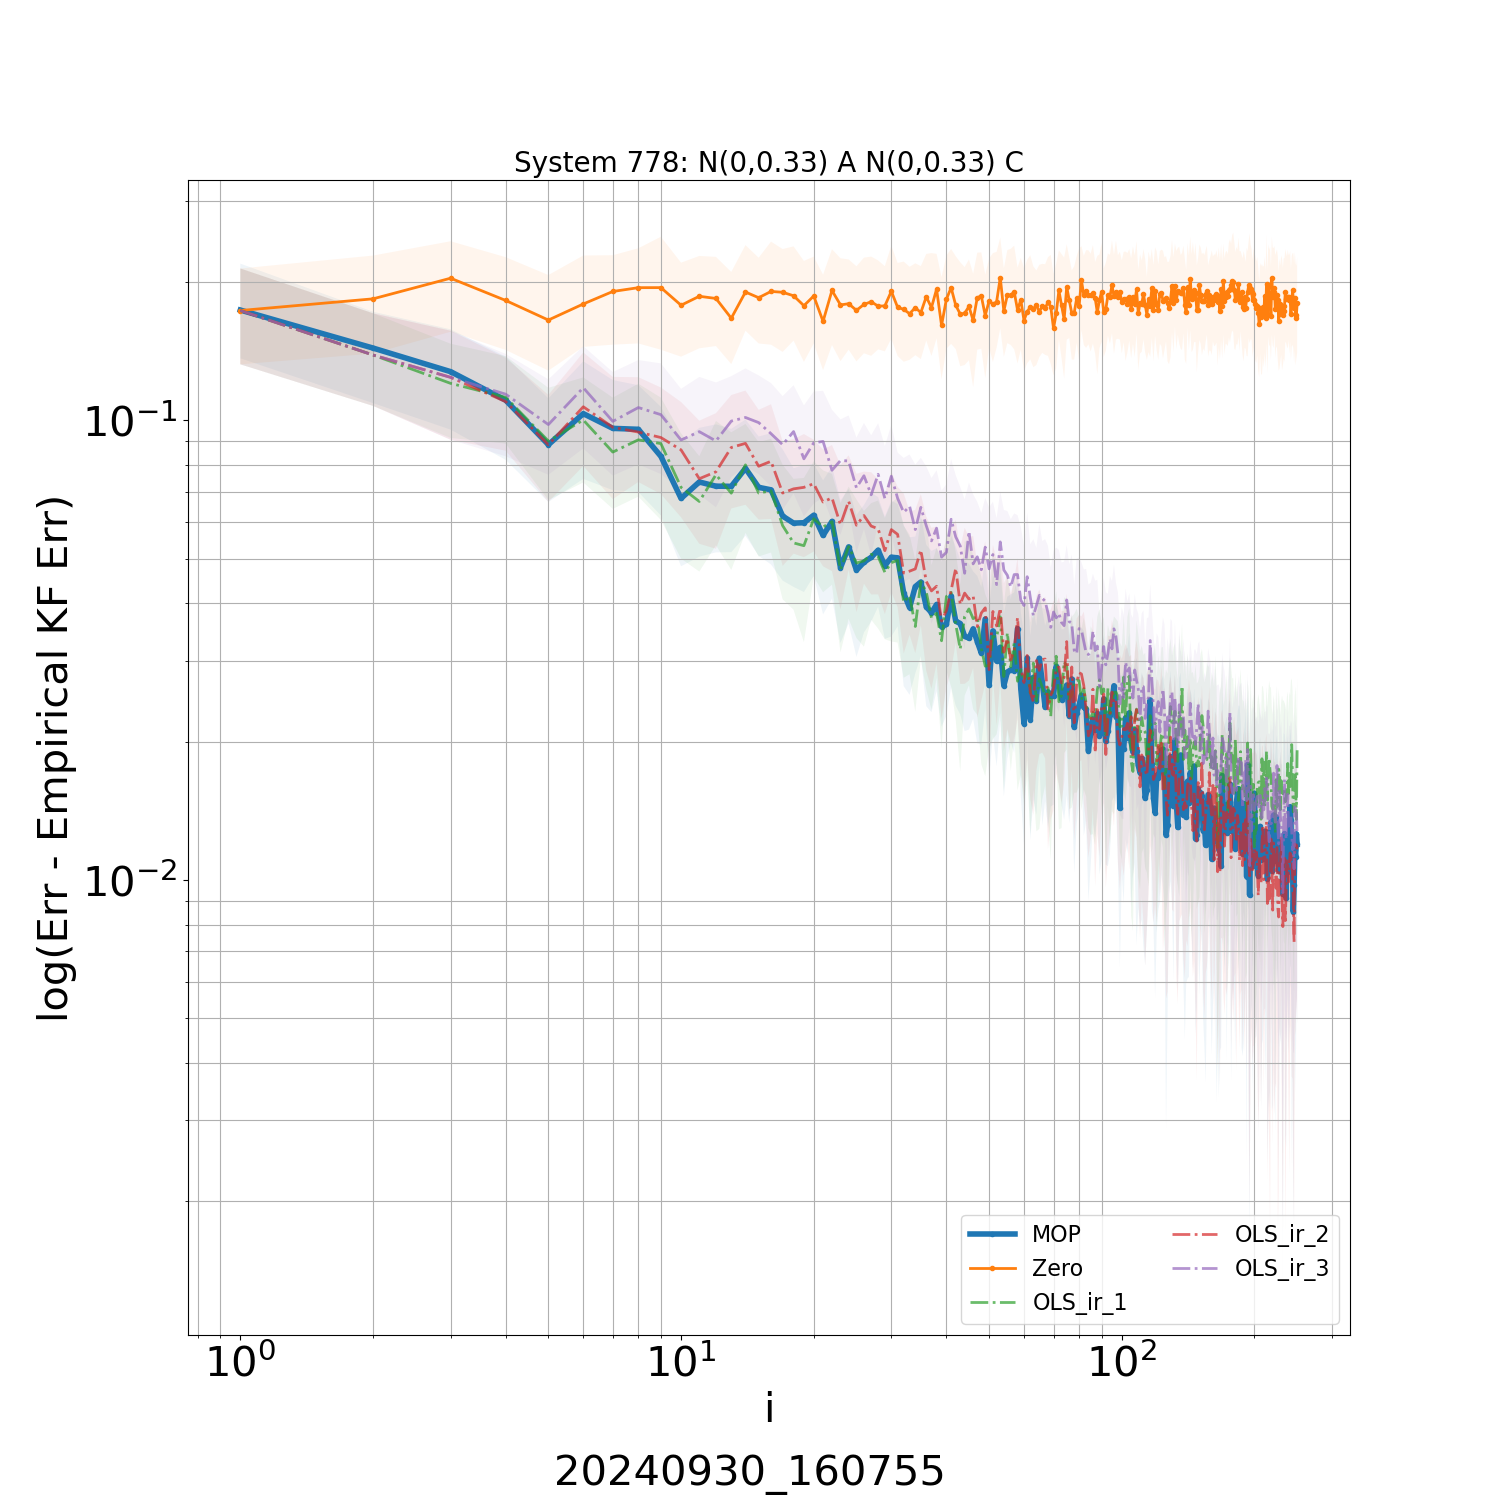 System 778: N(0,0.33) A N(0,0.33) C
log(Err - Empirical KF Err)
10⁻¹
10⁻²
MOP
Zero
OLS_ir_1
OLS_ir_2
OLS_ir_3
10⁰
10¹
10²
i
20240930_160755